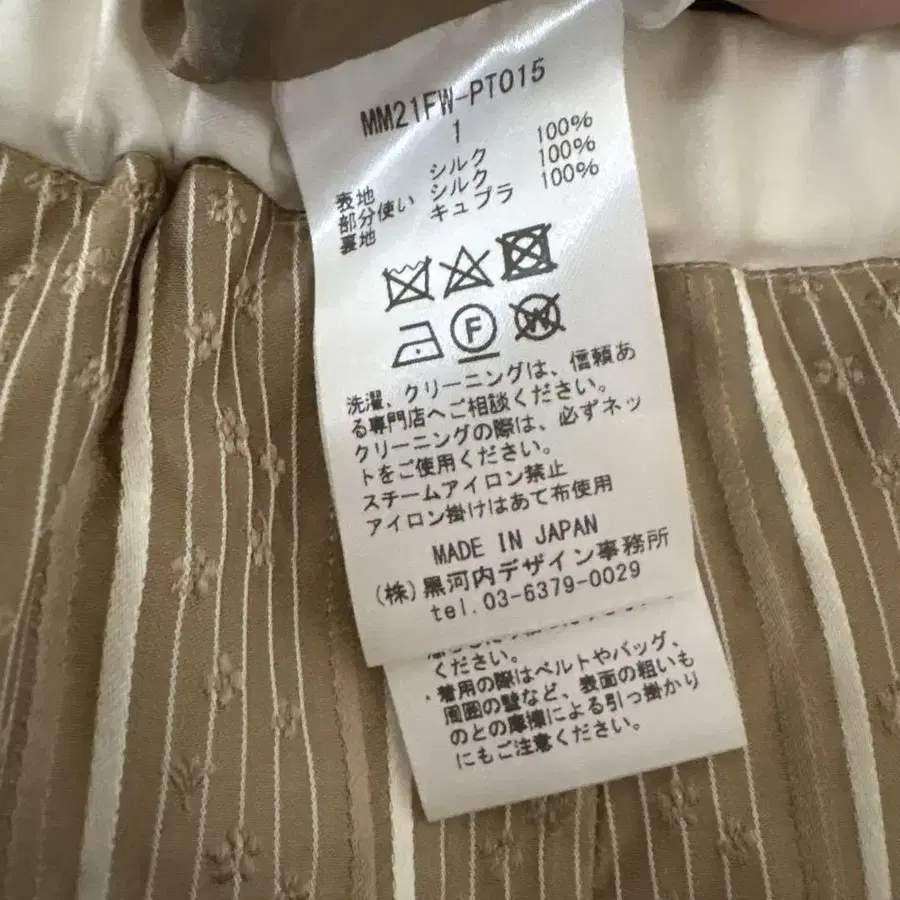 MM21FW-PT015
1
表地 シルク 100%
部分使い シルク 100%
裏地 キュプラ 100%
F
W
洗濯、クリーニングは、信頼あ
る専門店へご相談ください。
クリーニングの際は、必ずネッ
トをご使用ください。
スチームアイロン禁止
アイロン掛けはあて布使用
MADE IN JAPAN
(株)黒河内デザイン事務所
tel.03-6379-0029
ください。
・着用の際はベルトやバッグ、
周囲の壁など、表面の粗いも
のとの摩擦による引っ掛かり
にもご注意ください。